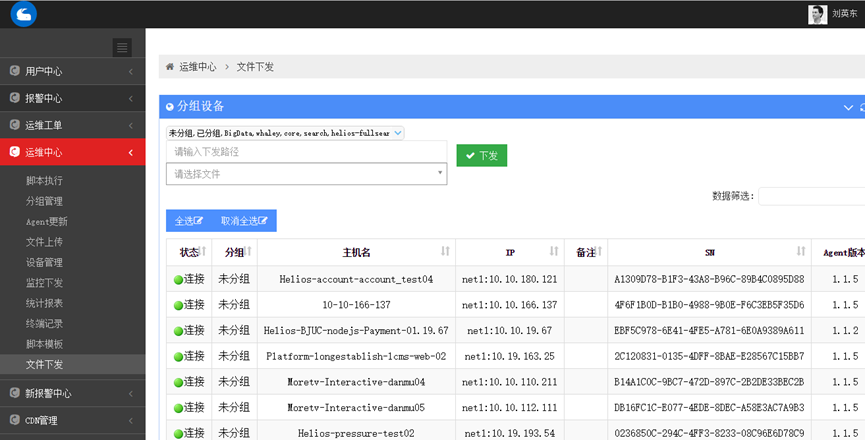 刘英东
用户中心
报警中心
运维工单
运维中心
脚本执行
分组管理
Agent更新
文件上传
设备管理
监控下发
统计报表
终端记录
脚本模板
文件下发
新报警中心
CDN管理
运维中心 > 文件下发
分组设备
未分组,已分组,BigData,whaley,core,search,helios-fullsear
请输入下发路径
下发
请选择文件
数据筛选:
全选 取消全选
状态 分组 主机名 IP 备注 SN Agent版本
连接 未分组 Helios-account-account_test04 net1:10.10.180.121 A1309D78-B1F3-43A8-B96C-89B4C0895D88 1.1.5
连接 未分组 10-10-166-137 net1:10.10.166.137 4F6F1B0D-B1B0-4988-9B0E-F6C3EB5F35D6 1.1.5
连接 未分组 Helios-BJUC-nodejs-Payment-01.19.67 net1:10.10.19.67 EBF5C978-6E41-4FE5-A781-6E0A9389A611 1.1.2
连接 未分组 Platform-longestablish-lcms-web-02 net1:10.19.163.25 2C120831-0135-4DFF-8BAE-E28567C15BB7 1.1.5
连接 未分组 Moretv-Interactive-danmu04 net1:10.10.110.211 B14A1C0C-9BC7-472D-897C-2B2DE33BEC2B 1.1.5
连接 未分组 Moretv-Interactive-danmu05 net1:10.10.112.111 DB16FC1C-E077-4EDE-8DEC-A58E3AC7A9B3 1.1.5
连接 未分组 Helios-pressure-test02 net1:10.19.193.54 0236850C-294C-4FF3-8233-08C96E6D78C9 1.1.5